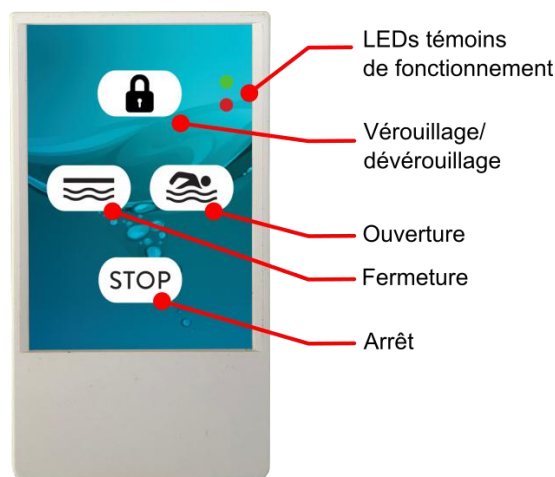 LEDs témoins
de fonctionnement
Vérouillage/
dévérouillage
Ouverture
Fermeture
STOP
Arrêt